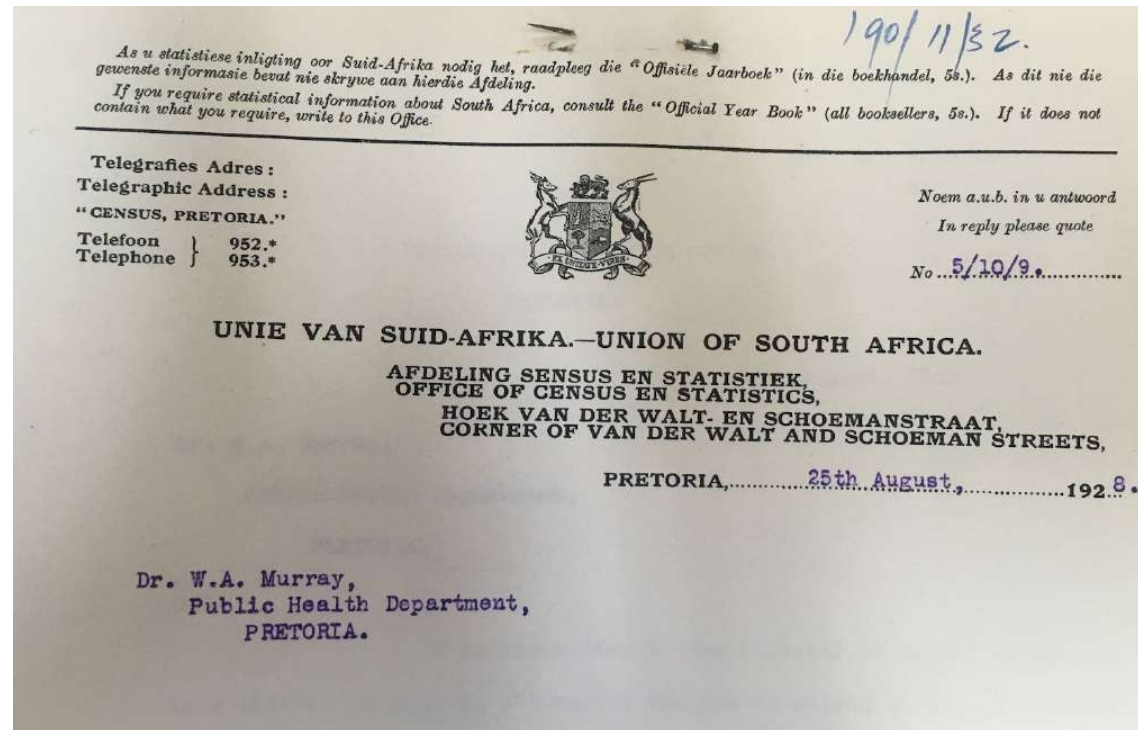 190/11/32.
As u statistiese inligting oor Suid-Afrika nodig het, raadpleeg die "Offisiële Jaarboek" (in die boekhandel, 5s.). As dit nie die
gewenste informasie bevat nie skrywe aan hierdie Afdeling.
If you require statistical information about South Africa, consult the "Official Year Book" (all booksellers, 5s.). If it does not
contain what you require, write to this Office.
Telegrafies Adres :
Telegraphic Address :
"CENSUS, PRETORIA."
Telefoon } 952.*
Telephone } 953.*
EX UNITATE VIRES
Noem a.u.b. in u antwoord
In reply please quote
No ...5/10/9.............
UNIE VAN SUID-AFRIKA.—UNION OF SOUTH AFRICA.
AFDELING SENSUS EN STATISTIEK,
OFFICE OF CENSUS EN STATISTICS,
HOEK VAN DER WALT- EN SCHOEMANSTRAAT,
CORNER OF VAN DER WALT AND SCHOEMAN STREETS,
PRETORIA,...........25th August,...............192 8.
Dr. W.A. Murray,
Public Health Department,
PRETORIA.